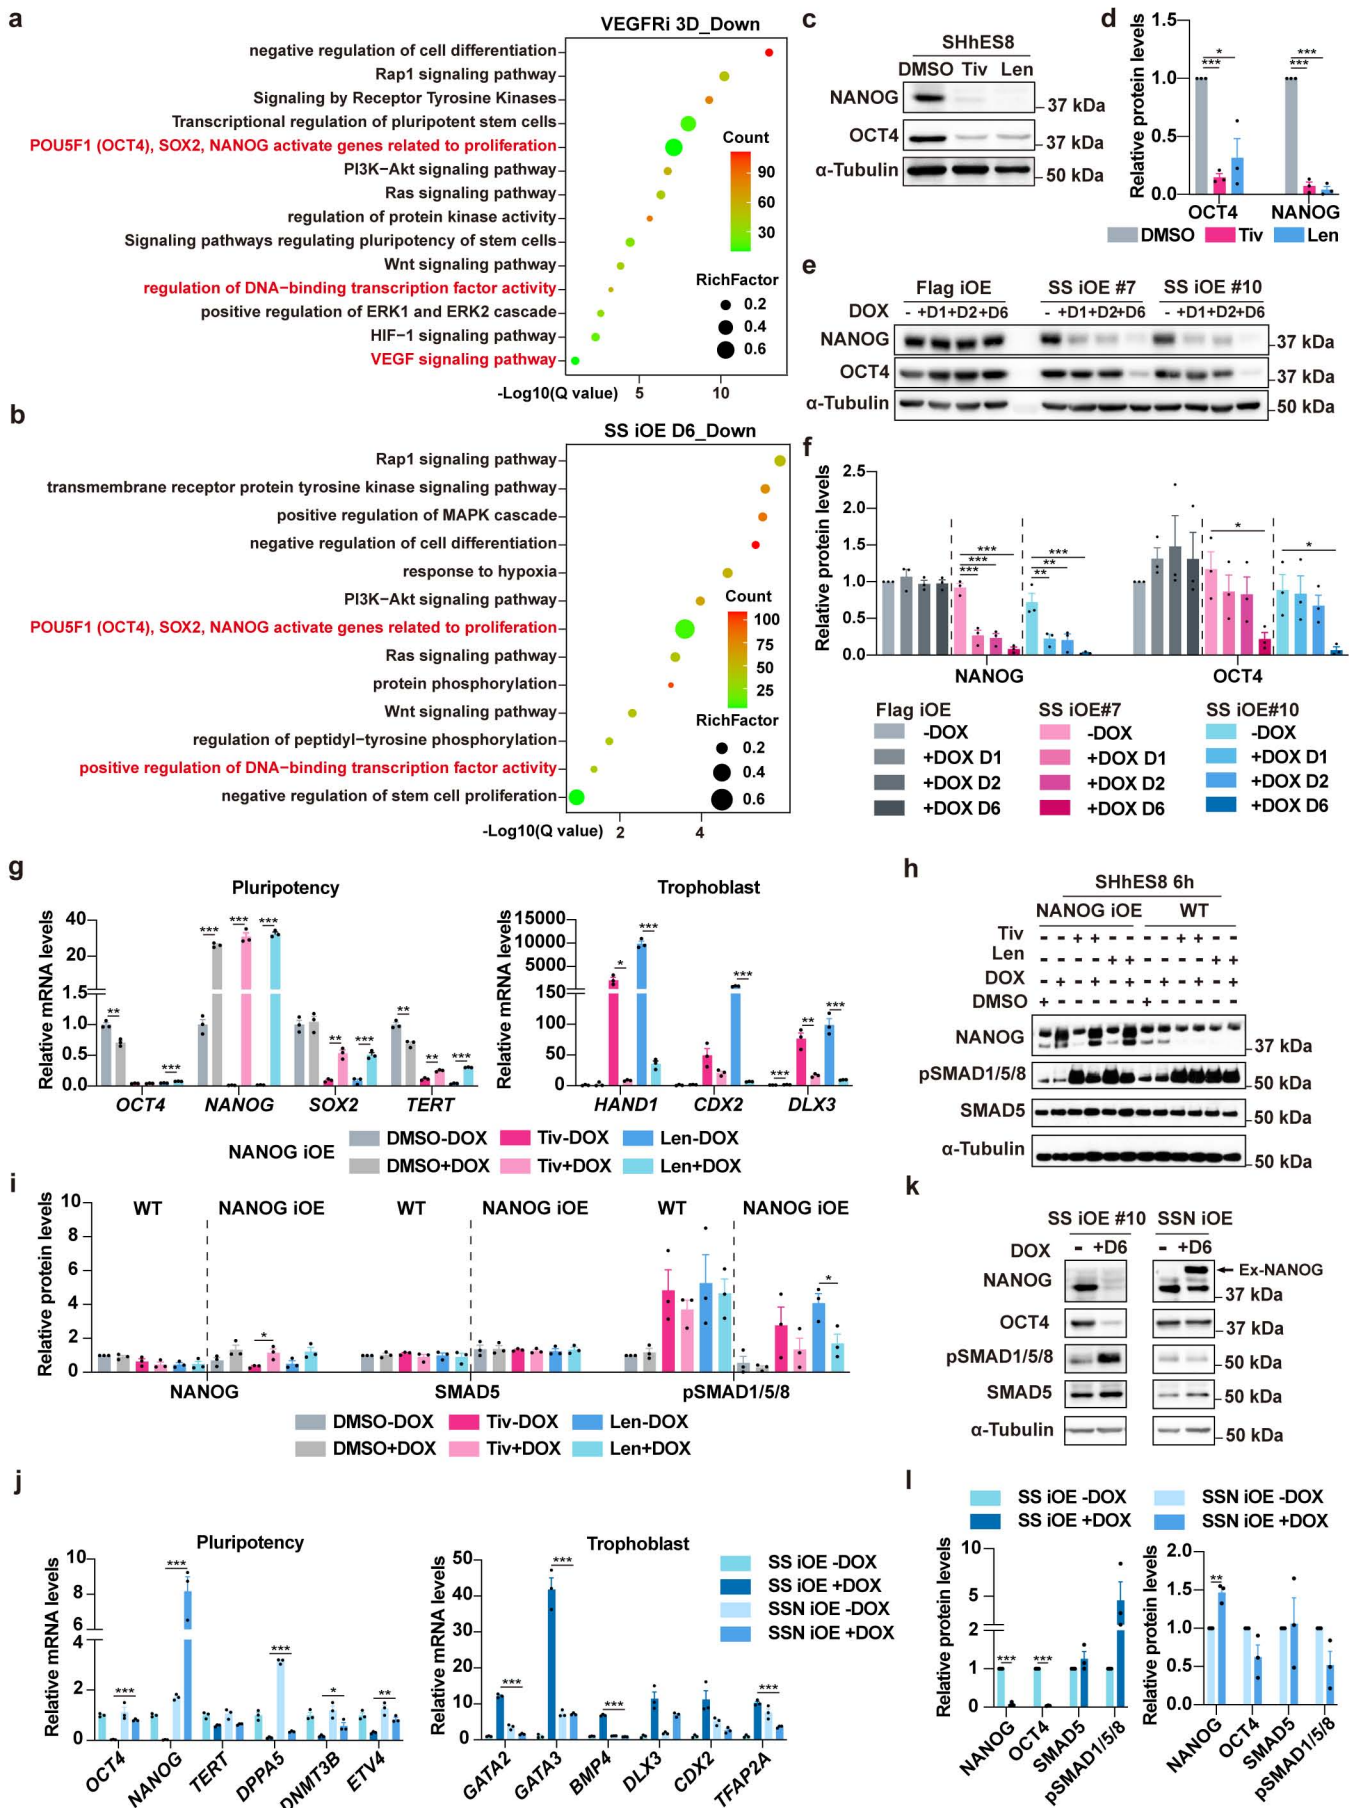 a
VEGFRi 3D_Down
negative regulation of cell differentiation
Rap1 signaling pathway
Signaling by Receptor Tyrosine Kinases
Transcriptional regulation of pluripotent stem cells
POU5F1 (OCT4), SOX2, NANOG activate genes related to proliferation
PI3K−Akt signaling pathway
Ras signaling pathway
regulation of protein kinase activity
Signaling pathways regulating pluripotency of stem cells
Wnt signaling pathway
regulation of DNA−binding transcription factor activity
positive regulation of ERK1 and ERK2 cascade
HIF−1 signaling pathway
VEGF signaling pathway
Count
90
60
30
RichFactor
0.2
0.4
0.6
-Log10(Q value) 5 10
b
SS iOE D6_Down
Rap1 signaling pathway
transmembrane receptor protein tyrosine kinase signaling pathway
positive regulation of MAPK cascade
negative regulation of cell differentiation
response to hypoxia
PI3K−Akt signaling pathway
POU5F1 (OCT4), SOX2, NANOG activate genes related to proliferation
Ras signaling pathway
protein phosphorylation
Wnt signaling pathway
regulation of peptidyl−tyrosine phosphorylation
positive regulation of DNA−binding transcription factor activity
negative regulation of stem cell proliferation
Count
100
75
50
25
RichFactor
0.2
0.4
0.6
-Log10(Q value) 2 4
c
SHhES8
DMSO Tiv Len
NANOG
37 kDa
OCT4
37 kDa
α-Tubulin
50 kDa
d
Relative protein levels
1.5
1.0
0.5
0.0
*
***
***
***
OCT4 NANOG
DMSO Tiv Len
e
Flag iOE SS iOE #7 SS iOE #10
DOX - +D1+D2+D6 - +D1+D2+D6 - +D1+D2+D6
NANOG
37 kDa
OCT4
37 kDa
α-Tubulin
50 kDa
f
Relative protein levels
2.5
2.0
1.5
1.0
0.5
0.0
***
***
***
***
**
**
*
*
NANOG OCT4
Flag iOE SS iOE#7 SS iOE#10
-DOX -DOX -DOX
+DOX D1 +DOX D1 +DOX D1
+DOX D2 +DOX D2 +DOX D2
+DOX D6 +DOX D6 +DOX D6
g
Pluripotency
Relative mRNA levels
40
20
1.5
1.0
0.5
0.0
** *** *** *** *** ** *** ** ** ***
OCT4 NANOG SOX2 TERT
Trophoblast
Relative mRNA levels
15000
10000
5000
150
100
50
0
* *** *** *** ** ***
HAND1 CDX2 DLX3
NANOG iOE
DMSO-DOX Tiv-DOX Len-DOX
DMSO+DOX Tiv+DOX Len+DOX
h
SHhES8 6h
NANOG iOE WT
Tiv - - + + - - - - + + - -
Len - - - - + + - - - - + +
DOX - + - + - + - + - + - +
DMSO + - - - - - + - - - - -
NANOG
37 kDa
pSMAD1/5/8
50 kDa
SMAD5
50 kDa
α-Tubulin
50 kDa
i
Relative protein levels
10
8
6
4
2
0
WT NANOG iOE WT NANOG iOE WT NANOG iOE
*
*
NANOG SMAD5 pSMAD1/5/8
DMSO-DOX Tiv-DOX Len-DOX
DMSO+DOX Tiv+DOX Len+DOX
j
Pluripotency
Relative mRNA levels
10
8
6
4
2
0
*** *** *** * **
OCT4 NANOG TERT DPPA5 DNMT3B ETV4
Trophoblast
Relative mRNA levels
50
40
30
20
10
0
*** *** *** ***
GATA2 GATA3 BMP4 DLX3 CDX2 TFAP2A
SS iOE -DOX
SS iOE +DOX
SSN iOE -DOX
SSN iOE +DOX
k
SS iOE #10 SSN iOE
DOX - +D6 - +D6
NANOG
Ex-NANOG
37 kDa
OCT4
37 kDa
pSMAD1/5/8
50 kDa
SMAD5
50 kDa
α-Tubulin
50 kDa
l
SS iOE -DOX SSN iOE -DOX
SS iOE +DOX SSN iOE +DOX
Relative protein levels
10
5
2
1
0
*** ***
NANOG OCT4 SMAD5 pSMAD1/5/8
Relative protein levels
2.0
1.5
1.0
0.5
0.0
**
NANOG OCT4 SMAD5 pSMAD1/5/8